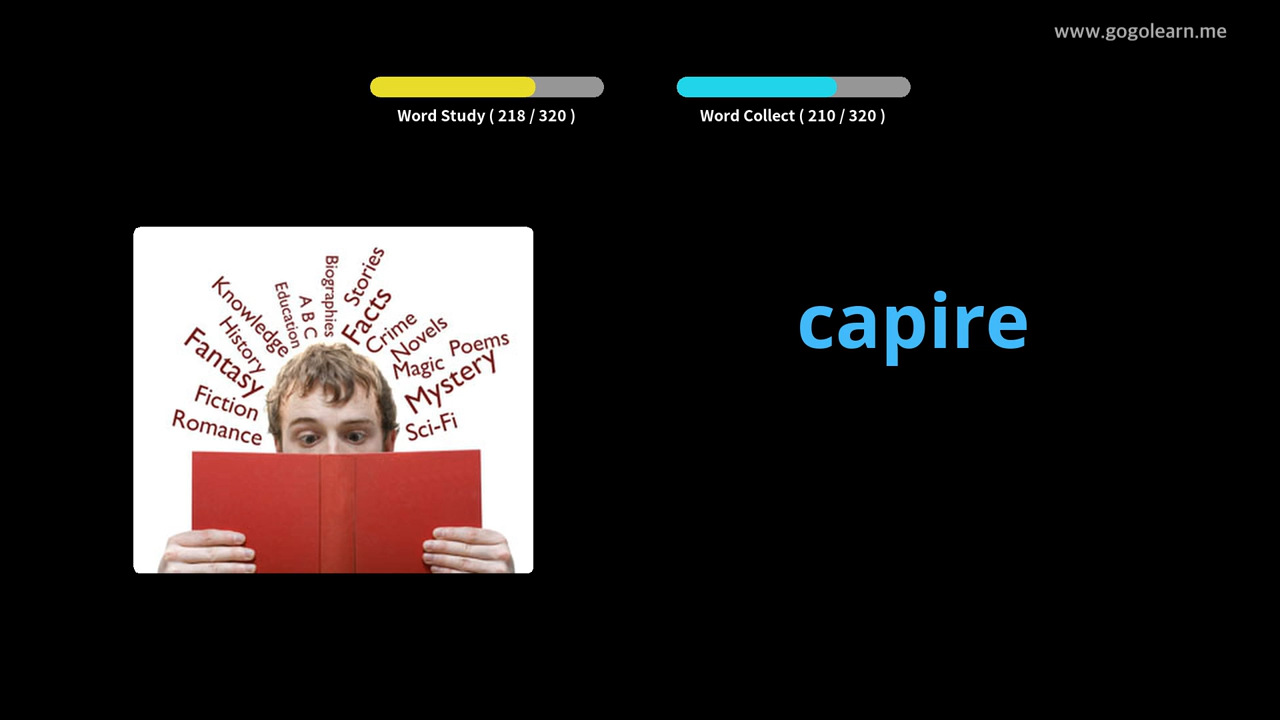 www.gogolearn.me
Word Study ( 218 / 320 )
Word Collect ( 210 / 320 )
Knowledge
Education
A B C
Biographies
Stories
Facts
Crime
Novels
Poems
Magic
Mystery
Sci-Fi
History
Fantasy
Fiction
Romance
capire